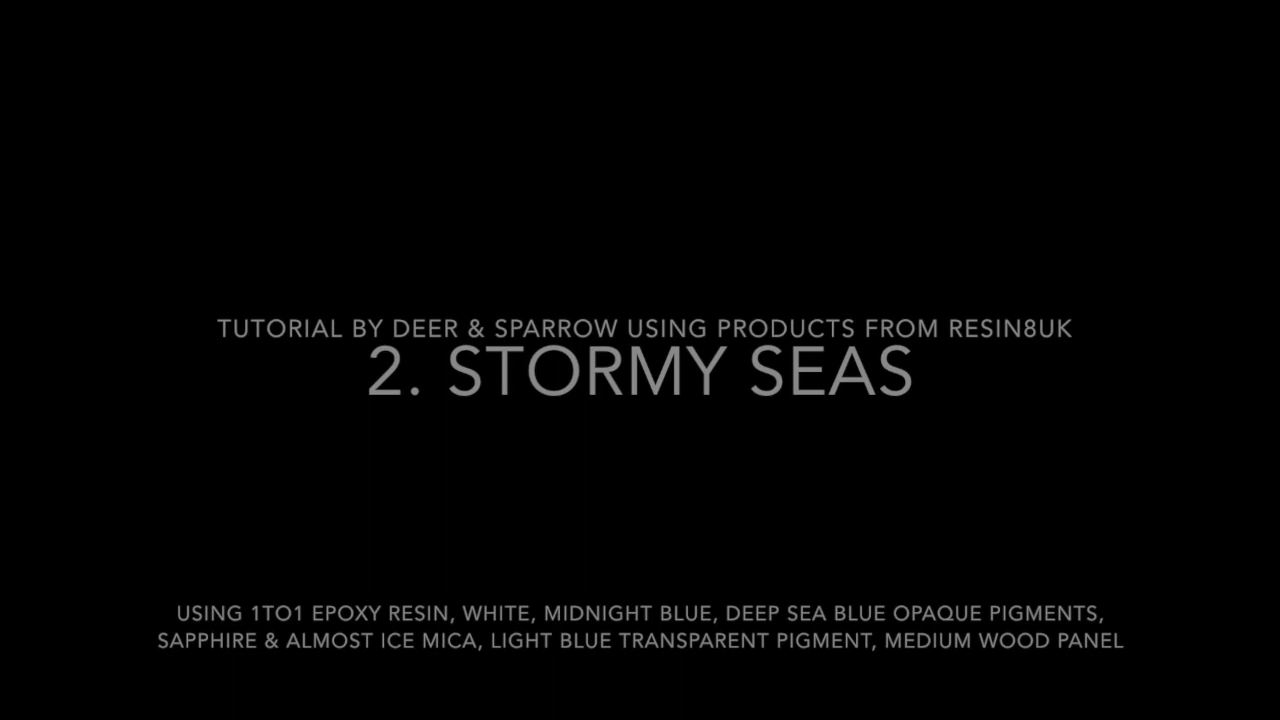 TUTORIAL BY DEER & SPARROW USING PRODUCTS FROM RESIN8UK
2. STORMY SEAS
USING 1TO1 EPOXY RESIN, WHITE, MIDNIGHT BLUE, DEEP SEA BLUE OPAQUE PIGMENTS,
SAPPHIRE & ALMOST ICE MICA, LIGHT BLUE TRANSPARENT PIGMENT, MEDIUM WOOD PANEL